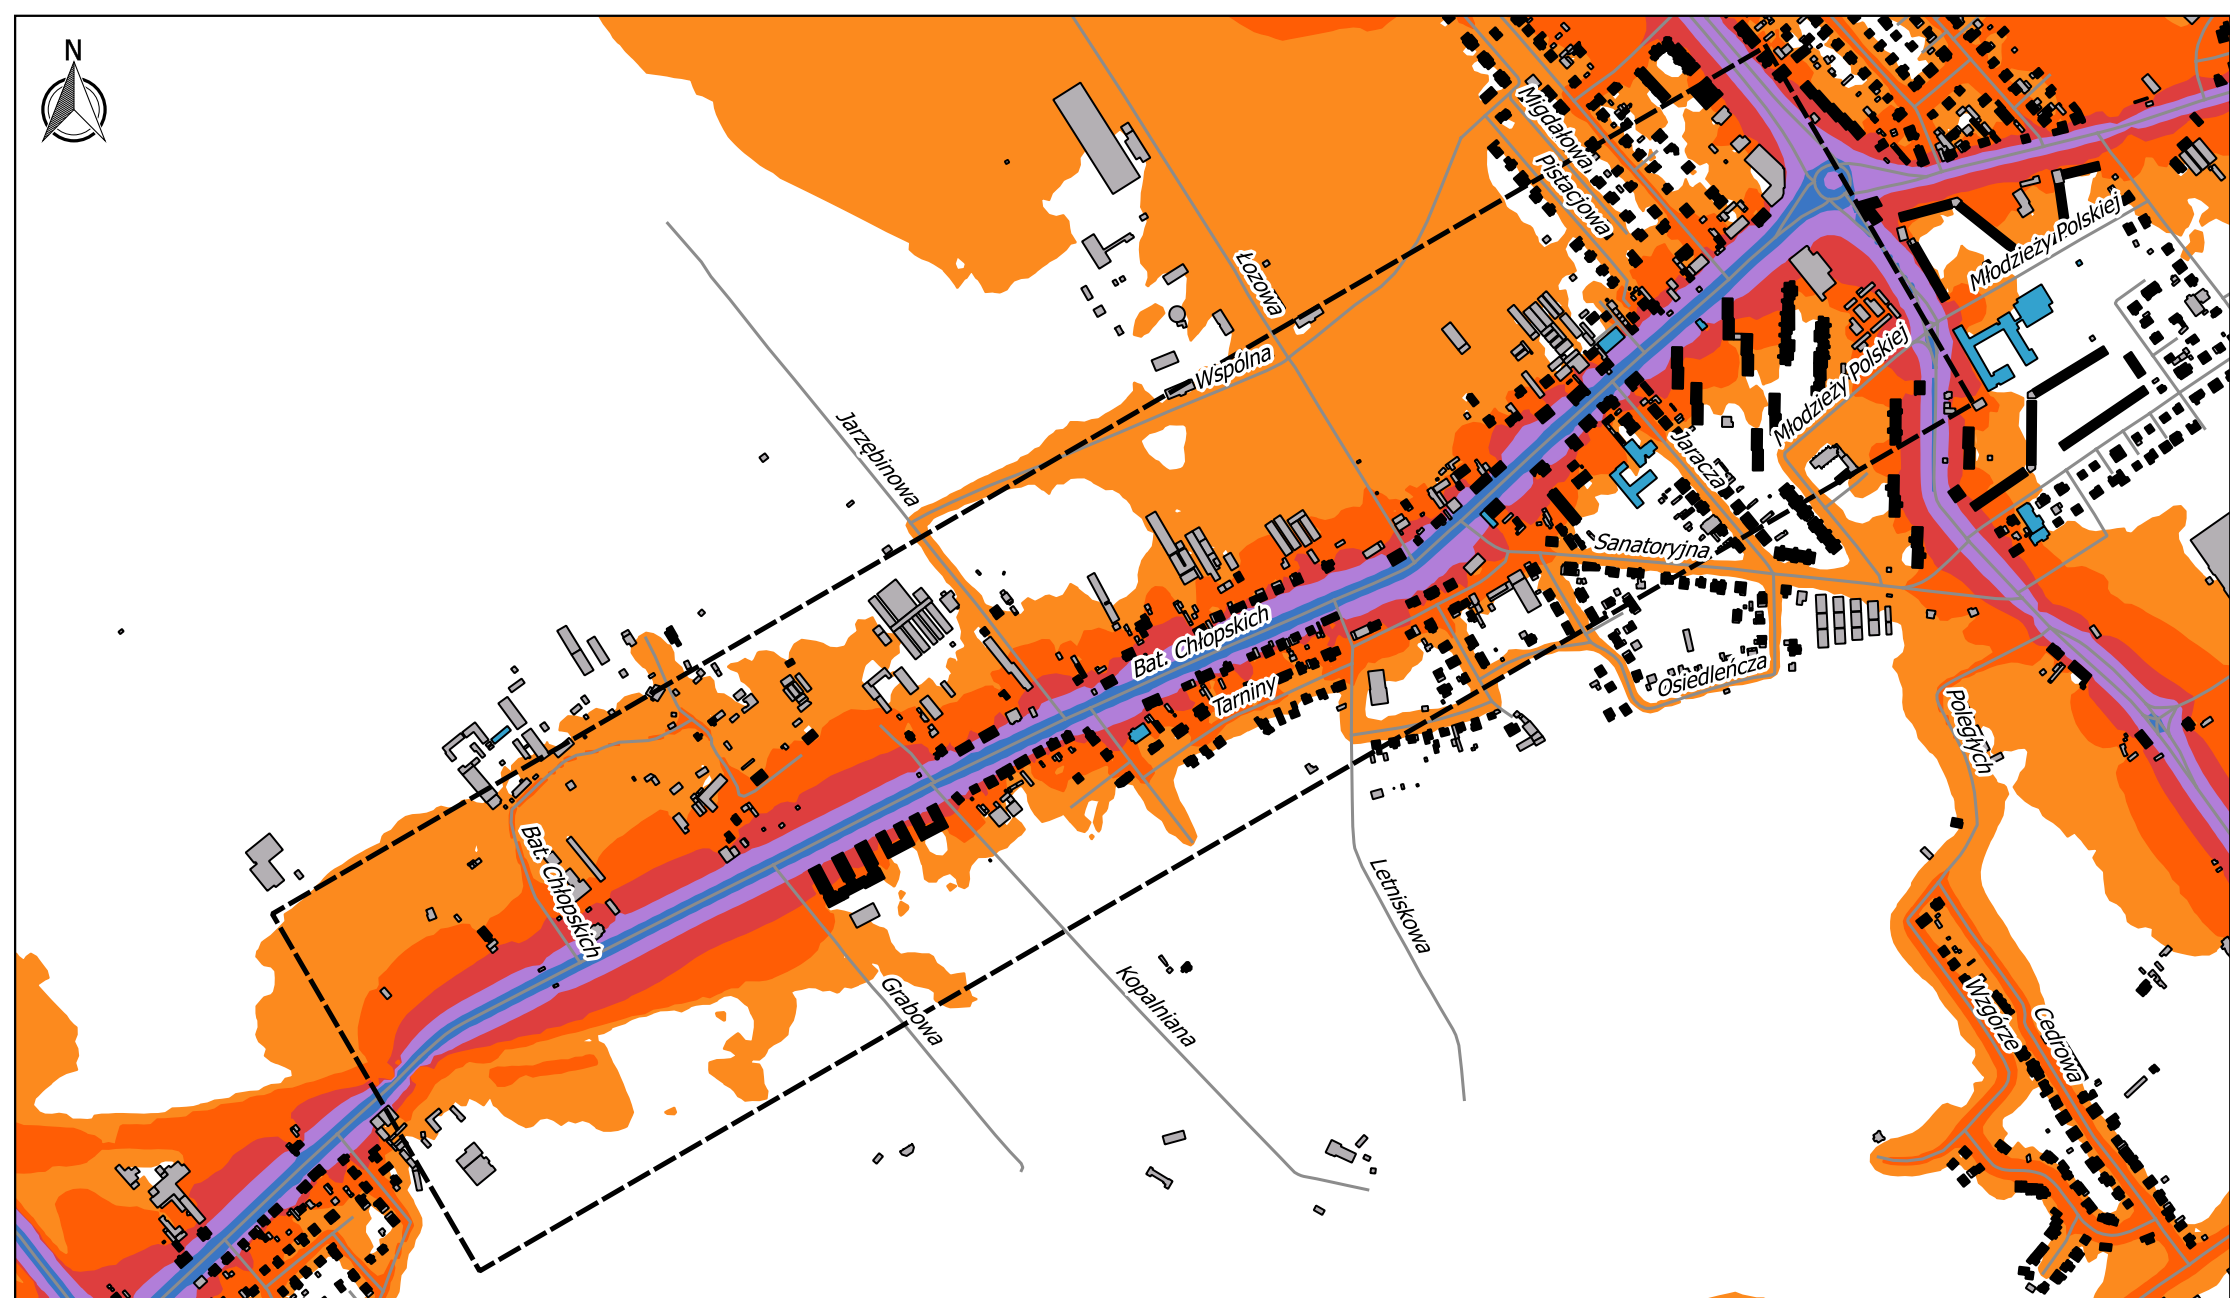 N
Migdałowa
Pistacjowa
Młodzieży Polskiej
Łozowa
Wspólna
Młodzieży Polskiej
Jarzębinowa
Jaracza
Sanatoryjna
Bat. Chłopskich
Osiedleńcza
Tarniny
Poległych
Bat. Chłopskich
Letniskowa
Kopalniana
Grabowa
Wzgórze
Cedrowa